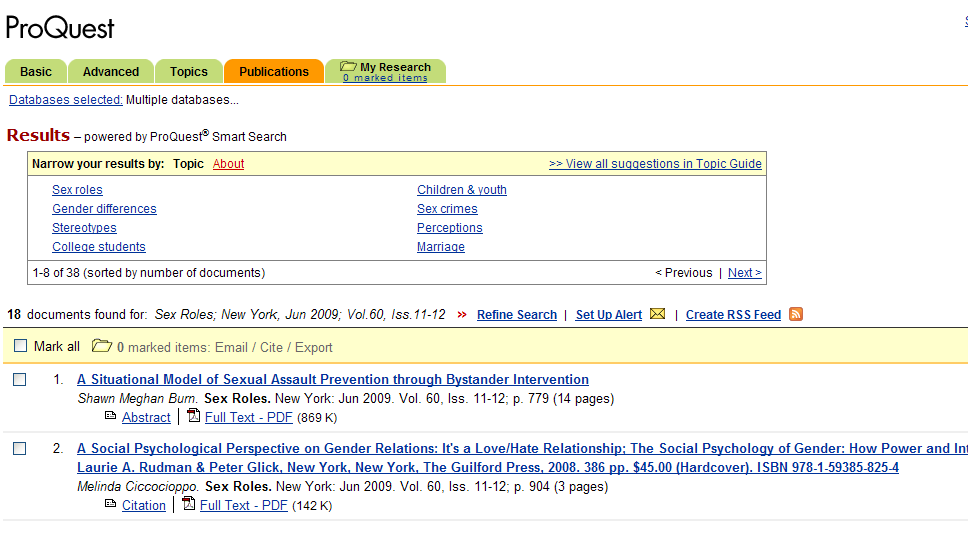 ProQuest
Basic Advanced Topics Publications My Research
0 marked items
Databases selected: Multiple databases...
Results – powered by ProQuest® Smart Search
Narrow your results by: Topic About >> View all suggestions in Topic Guide
Sex roles Children & youth
Gender differences Sex crimes
Stereotypes Perceptions
College students Marriage
1-8 of 38 (sorted by number of documents) < Previous | Next >
18 documents found for: Sex Roles; New York, Jun 2009; Vol.60, Iss.11-12 » Refine Search | Set Up Alert | Create RSS Feed
Mark all 0 marked items: Email / Cite / Export
1. A Situational Model of Sexual Assault Prevention through Bystander Intervention
Shawn Meghan Burn. Sex Roles. New York: Jun 2009. Vol. 60, Iss. 11-12; p. 779 (14 pages)
Abstract | Full Text - PDF (869 K)
2. A Social Psychological Perspective on Gender Relations: It's a Love/Hate Relationship; The Social Psychology of Gender: How Power and Int
Laurie A. Rudman & Peter Glick, New York, New York, The Guilford Press, 2008. 386 pp. $45.00 (Hardcover). ISBN 978-1-59385-825-4
Melinda Ciccocioppo. Sex Roles. New York: Jun 2009. Vol. 60, Iss. 11-12; p. 904 (3 pages)
Citation | Full Text - PDF (142 K)